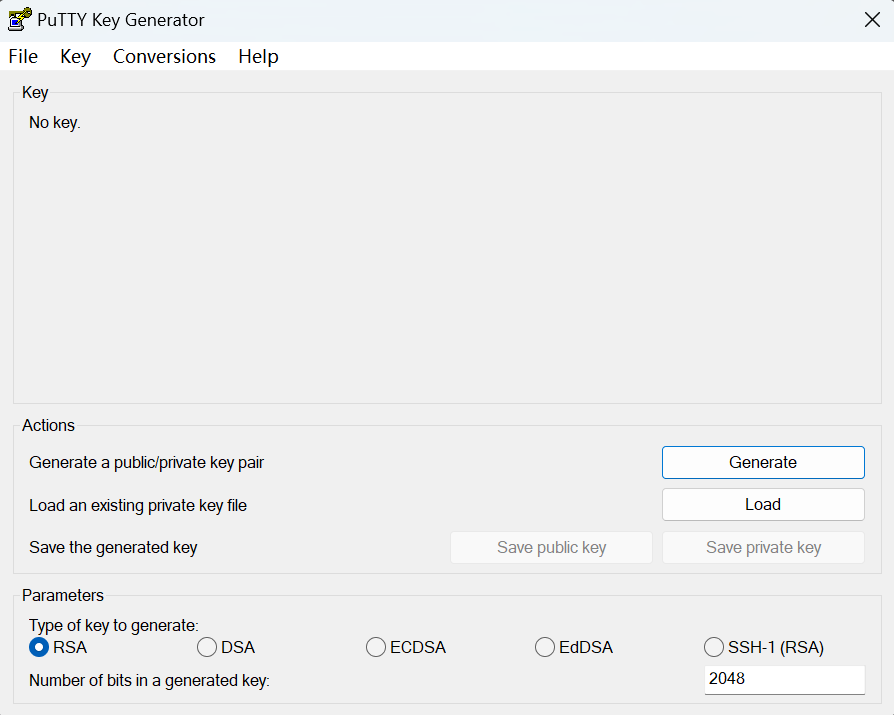 PuTTY Key Generator
File Key Conversions Help
Key
No key.
Actions
Generate a public/private key pair
Generate
Load an existing private key file
Load
Save the generated key
Save public key
Save private key
Parameters
Type of key to generate:
RSA DSA ECDSA EdDSA SSH-1 (RSA)
Number of bits in a generated key:
2048